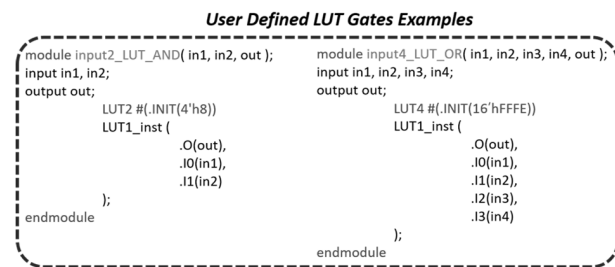 User Defined LUT Gates Examples
module input2_LUT_AND( in1, in2, out );
input in1, in2;
output out;
LUT2 #(.INIT(4'h8))
LUT1_inst (
.O(out),
.I0(in1),
.I1(in2)
);
endmodule
module input4_LUT_OR( in1, in2, in3, in4, out );
input in1, in2, in3, in4;
output out;
LUT4 #(.INIT(16'hFFFE))
LUT1_inst (
.O(out),
.I0(in1),
.I1(in2),
.I2(in3),
.I3(in4)
);
endmodule